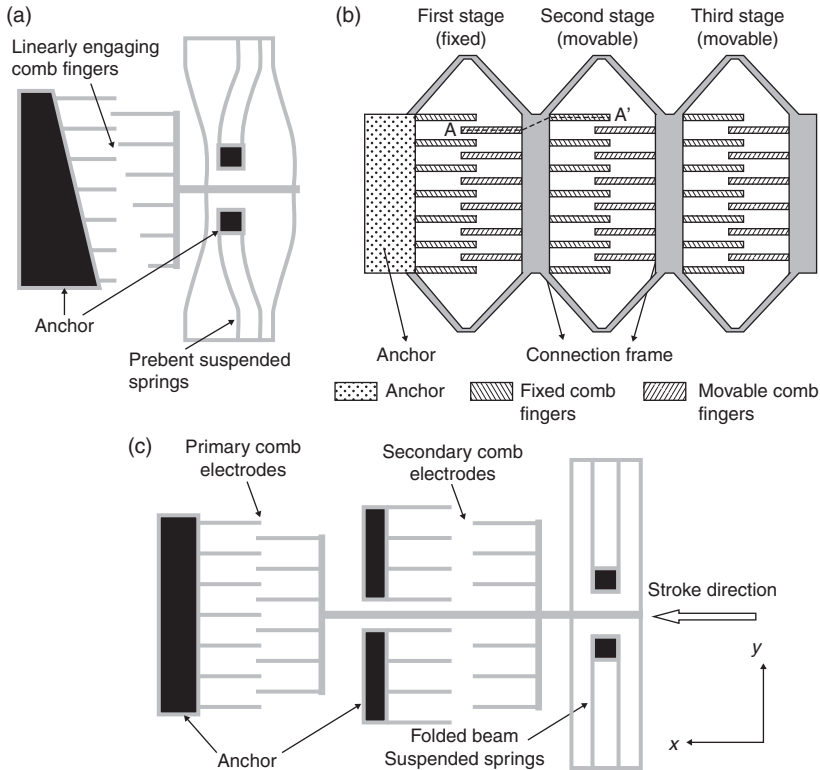 (a)
Linearly engaging
comb fingers
Anchor
Prebent suspended
springs
(b)
First stage
(fixed)
Second stage
(movable)
Third stage
(movable)
A
A'
Anchor
Connection frame
Anchor
Fixed comb
fingers
Movable comb
fingers
(c)
Primary comb
electrodes
Secondary comb
electrodes
Stroke direction
y
x
Anchor
Folded beam
Suspended springs